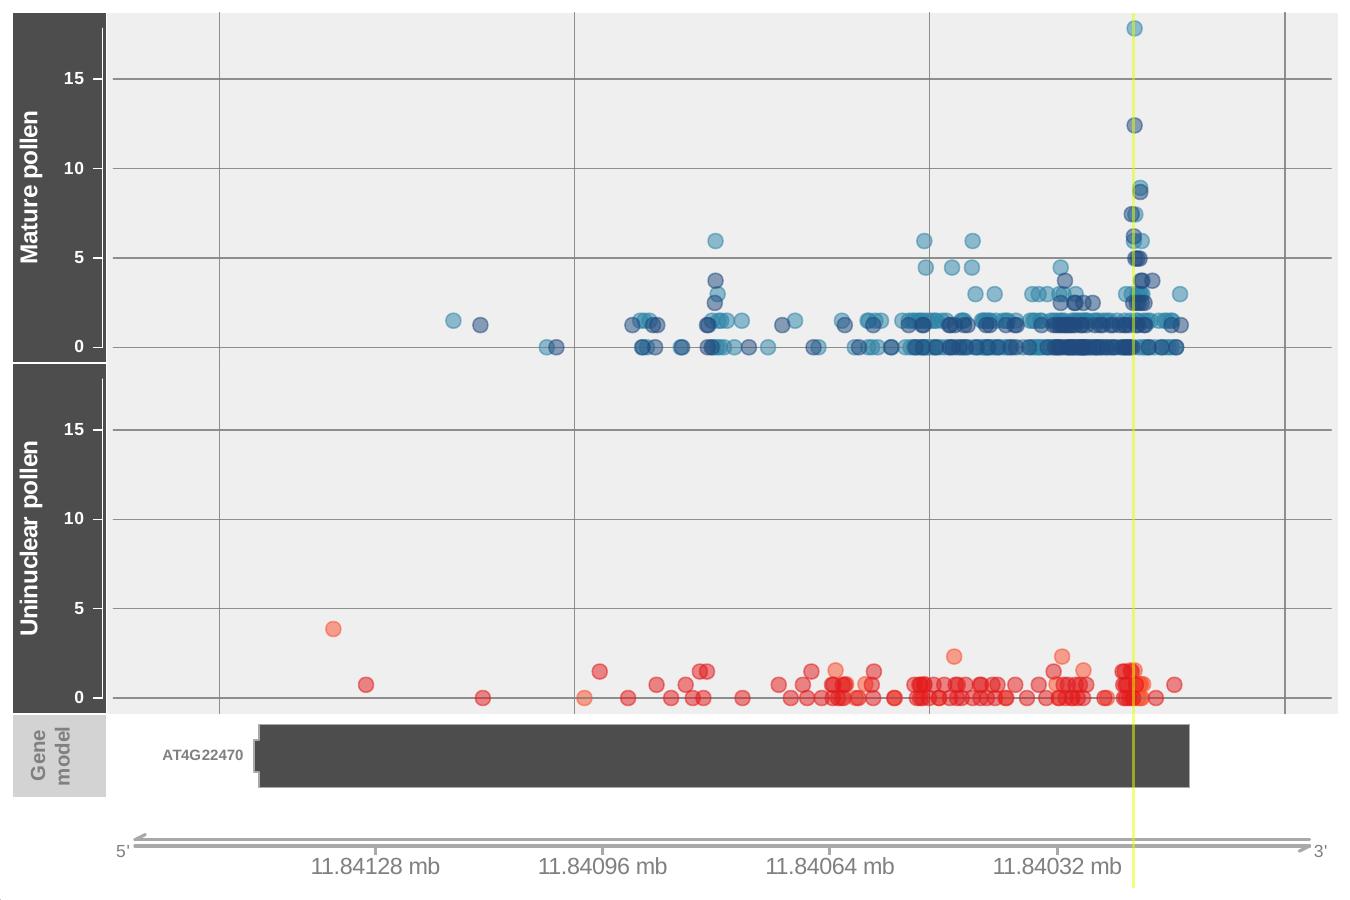 Mature pollen
15
10
5
0
Uninuclear pollen
15
10
5
0
Gene
model
AT4G22470
5'
3'
11.84128 mb
11.84096 mb
11.84064 mb
11.84032 mb